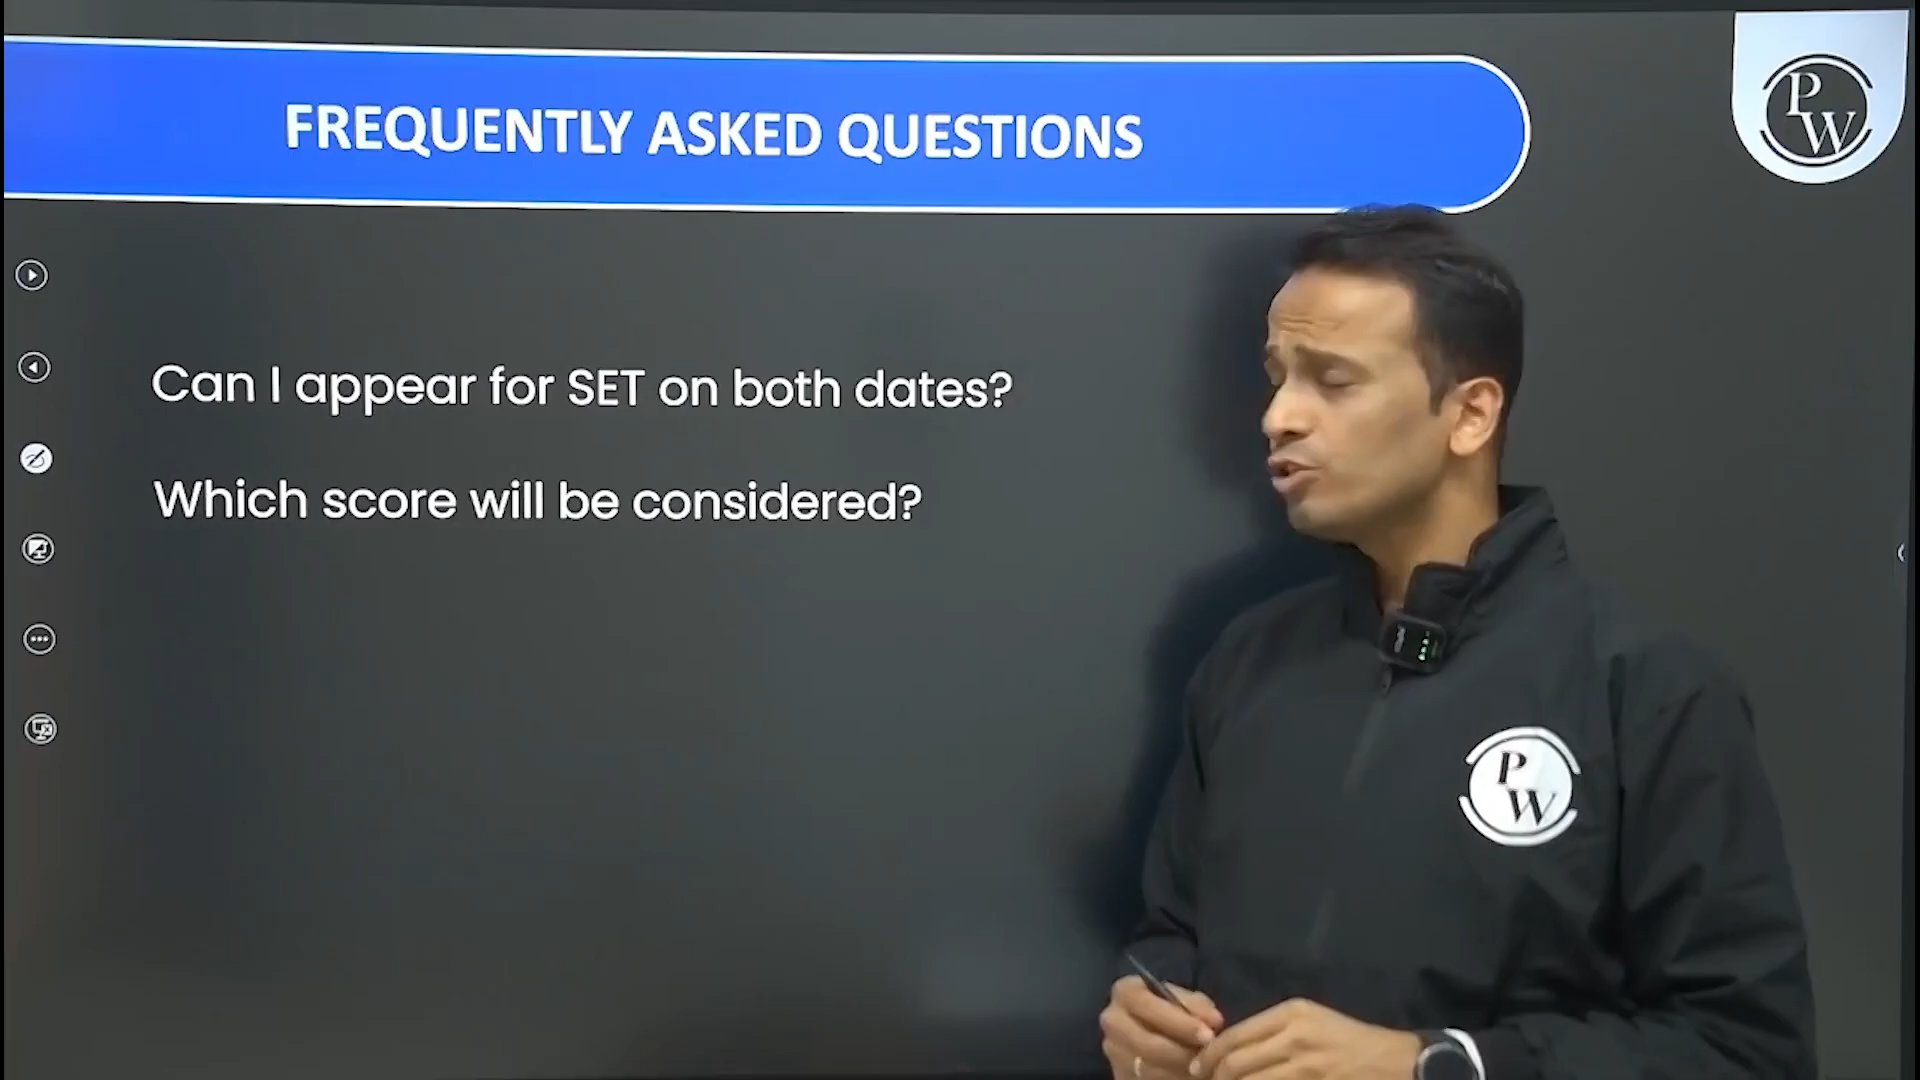 FREQUENTLY ASKED QUESTIONS
PW
Can I appear for SET on both dates?
Which score will be considered?
PW